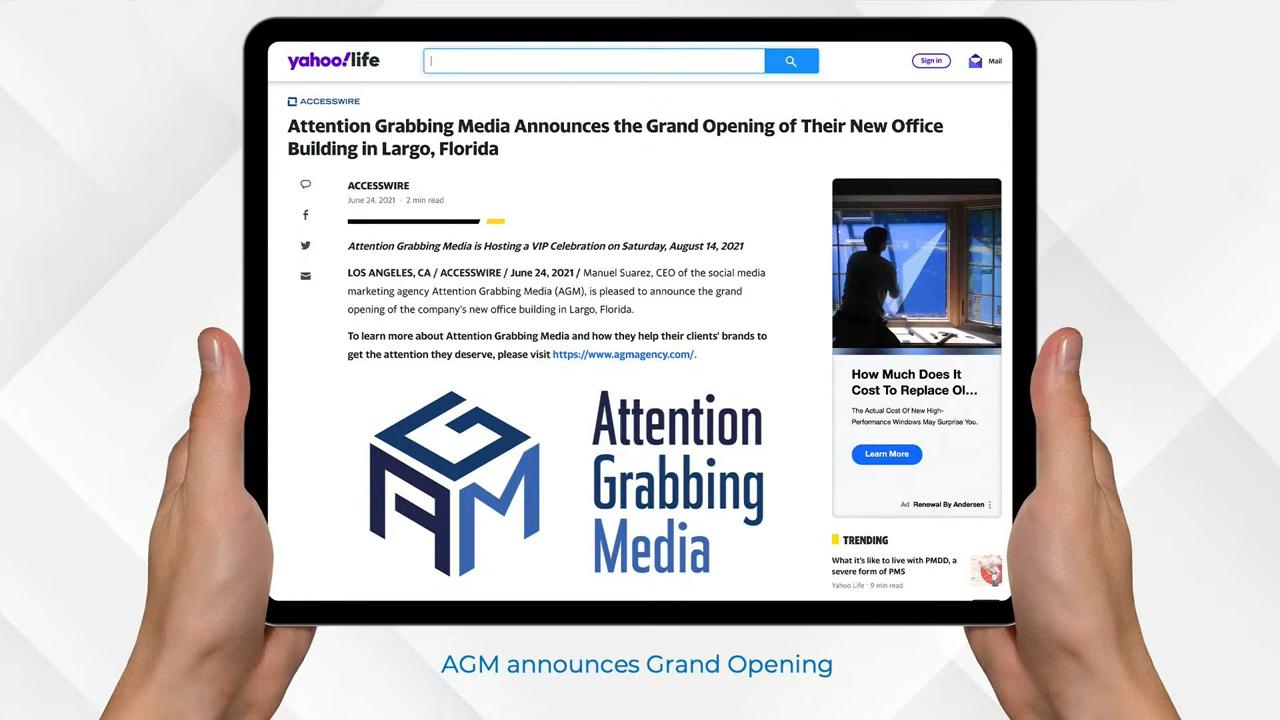 yahoo!life
Sign in
Mail
ACCESSWIRE
Attention Grabbing Media Announces the Grand Opening of Their New Office
Building in Largo, Florida
ACCESSWIRE
June 24, 2021 · 2 min read
Attention Grabbing Media is Hosting a VIP Celebration on Saturday, August 14, 2021
LOS ANGELES, CA / ACCESSWIRE / June 24, 2021 / Manuel Suarez, CEO of the social media
marketing agency Attention Grabbing Media (AGM), is pleased to announce the grand
opening of the company's new office building in Largo, Florida.
To learn more about Attention Grabbing Media and how they help their clients' brands to
get the attention they deserve, please visit https://www.agmagency.com/.
AGM
Attention
Grabbing
Media
How Much Does It
Cost To Replace Ol...
The Actual Cost Of New High-
Performance Windows May Surprise You.
Learn More
Ad Renewal By Andersen
TRENDING
What it's like to live with PMDD, a
severe form of PMS
Yahoo Life · 9 min read
AGM announces Grand Opening